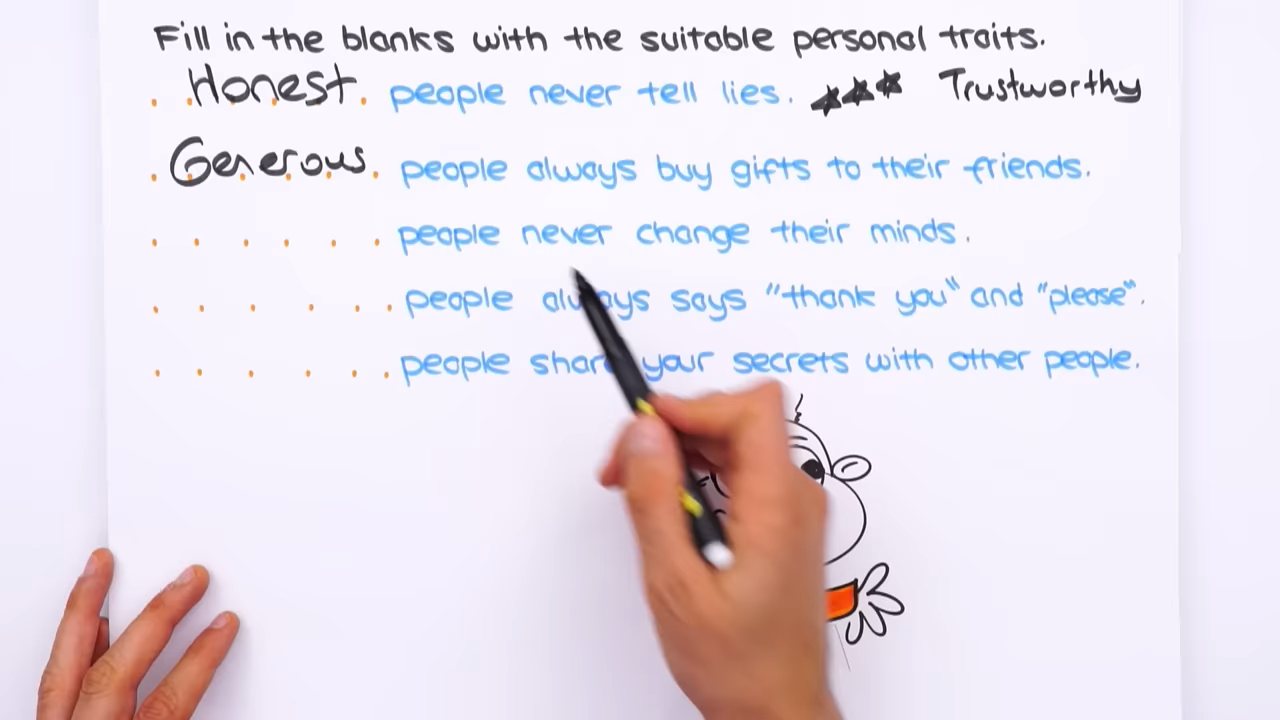 Fill in the blanks with the suitable personal traits.
. . Honest . people never tell lies. ★★★ Trustworthy
. Generous . people always buy gifts to their friends.
. . . . . . people never change their minds.
. . . . . . people always says "thank you" and "please".
. . . . . . people share your secrets with other people.